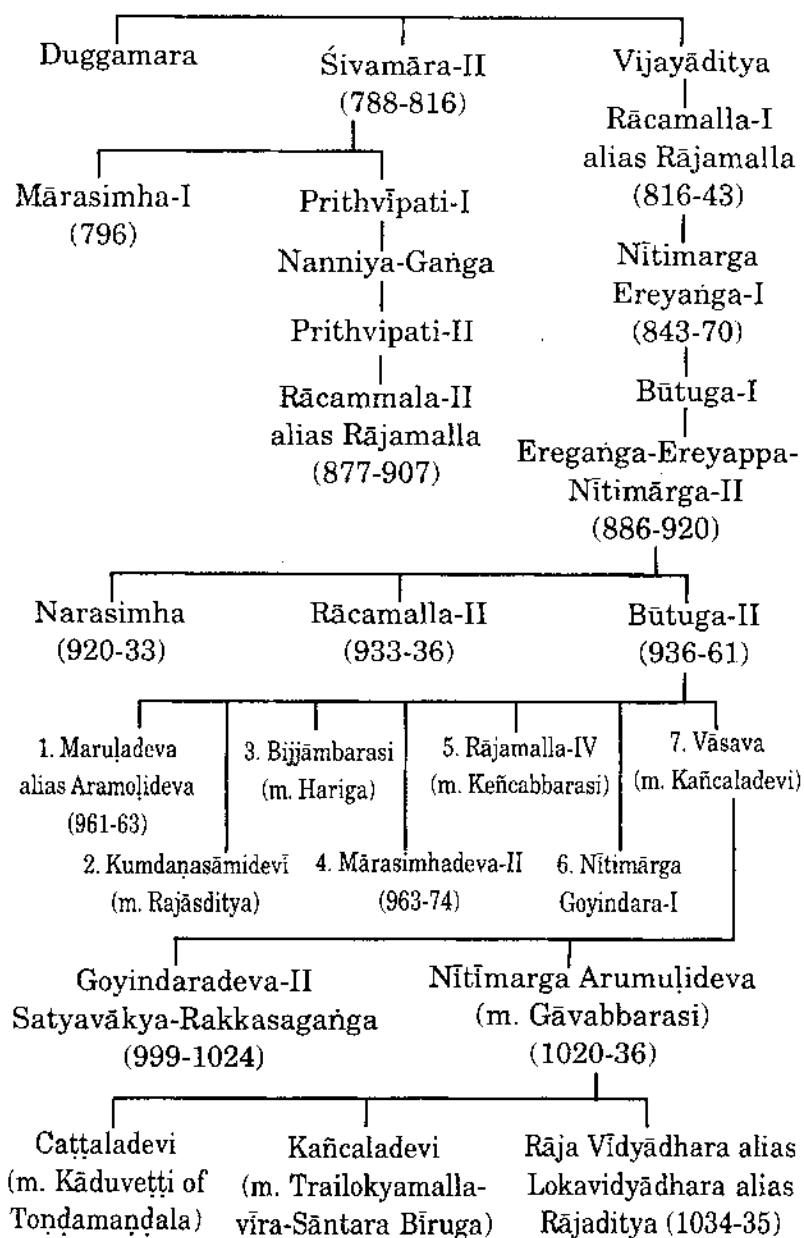 Duggamara
Śivamāra-II
(788-816)
Vijayāditya
Rācamalla-I
alias Rājamalla
(816-43)
Mārasimha-I
(796)
Prithvīpati-I
Nanniya-Gaṅga
Prithvipati-II
Rācammala-II
alias Rājamalla
(877-907)
Nītimarga
Ereyaṅga-I
(843-70)
Būtuga-I
Eregaṅga-Ereyappa-
Nītimārga-II
(886-920)
Narasimha
(920-33)
Rācamalla-II
(933-36)
Būtuga-II
(936-61)
1. Maruḷadeva
alias Aramoḷideva
(961-63)
2. Kumdaṇasāmidevī
(m. Rajāsditya)
3. Bijjāmbarasi
(m. Hariga)
4. Mārasimhadeva-II
(963-74)
5. Rājamalla-IV
(m. Keñcabbarasi)
6. Nītimārga
Goyindara-I
7. Vāsava
(m. Kañcaladevi)
Goyindaradeva-II
Satyavākya-Rakkasagaṅga
(999-1024)
Nītīmarga Arumuḷideva
(m. Gāvabbarasi)
(1020-36)
Caṭṭaladevi
(m. Kāduveṭṭi of
Toṇḍamaṇḍala)
Kañcaladevi
(m. Trailokyamalla-
vīra-Sāntara Bīruga)
Rāja Vīdyādhara alias
Lokavidyādhara alias
Rājaditya (1034-35)